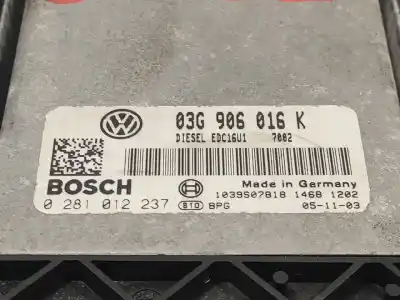 03G 906 016 K
DIESEL EDC16U1 7002
BOSCH
Made in Germany
1039S07818 1468 1202
0 281 012 237 810 BPG 05-11-03